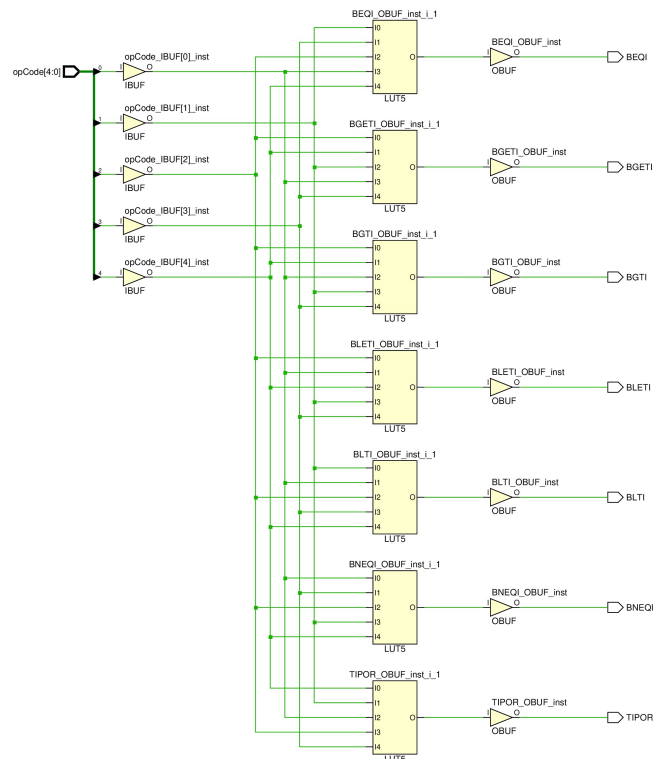 BEQI_OBUF_inst_i_1
I0
I1
I2
I3
I4
O
LUT5
BEQI_OBUF_inst
I
O
OBUF
BEQI
opCode[4:0]
0
opCode_IBUF[0]_inst
I
O
IBUF
1
opCode_IBUF[1]_inst
I
O
IBUF
2
opCode_IBUF[2]_inst
I
O
IBUF
3
opCode_IBUF[3]_inst
I
O
IBUF
4
opCode_IBUF[4]_inst
I
O
IBUF
BGETI_OBUF_inst_i_1
I0
I1
I2
I3
I4
O
LUT5
BGETI_OBUF_inst
I
O
OBUF
BGETI
BGTI_OBUF_inst_i_1
I0
I1
I2
I3
I4
O
LUT5
BGTI_OBUF_inst
I
O
OBUF
BGTI
BLETI_OBUF_inst_i_1
I0
I1
I2
I3
I4
O
LUT5
BLETI_OBUF_inst
I
O
OBUF
BLETI
BLTI_OBUF_inst_i_1
I0
I1
I2
I3
I4
O
LUT5
BLTI_OBUF_inst
I
O
OBUF
BLTI
BNEQI_OBUF_inst_i_1
I0
I1
I2
I3
I4
O
LUT5
BNEQI_OBUF_inst
I
O
OBUF
BNEQI
TIPOR_OBUF_inst_i_1
I0
I1
I2
I3
I4
O
LUT5
TIPOR_OBUF_inst
I
O
OBUF
TIPOR